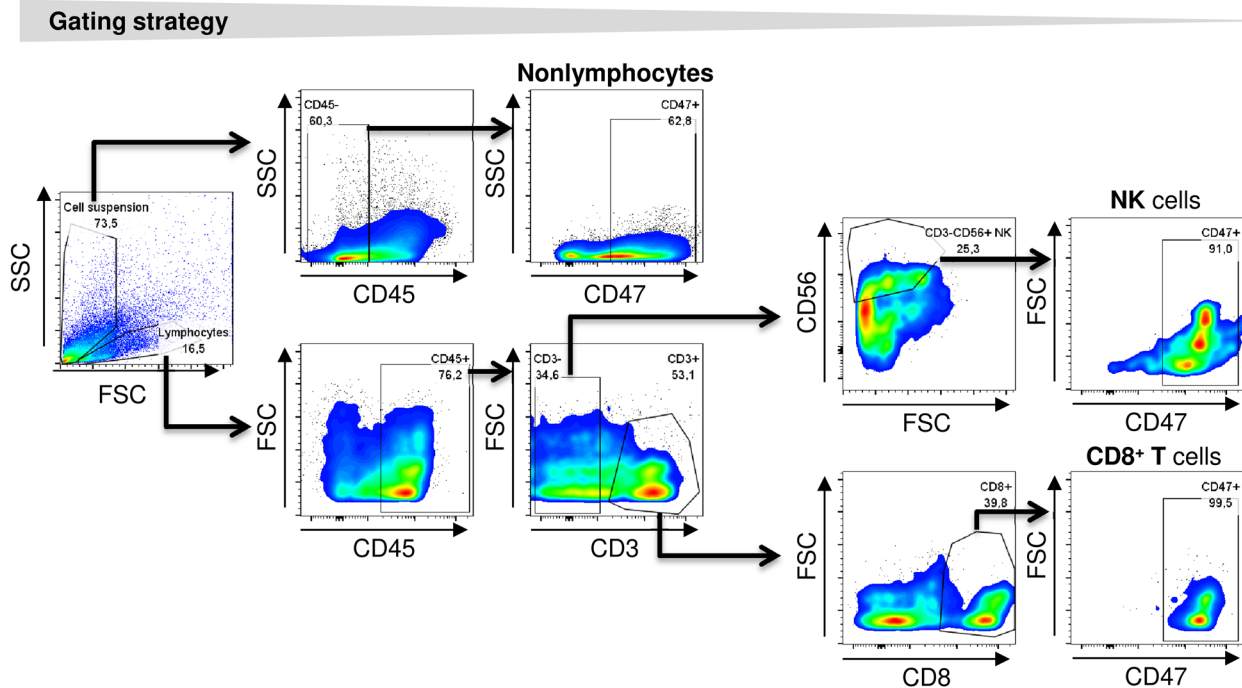 Gating strategy
Nonlymphocytes
CD45-
60,3
SSC
CD45
CD47+
62,8
SSC
CD47
Cell suspension
73,5
Lymphocytes
16,5
SSC
FSC
CD45+
76,2
FSC
CD45
CD3-
34,6
CD3+
53,1
FSC
CD3
CD3-CD56+ NK
25,3
CD56
FSC
NK cells
CD47+
91,0
FSC
CD47
CD8+
39,8
FSC
CD8
CD8⁺ T cells
CD47+
99,5
FSC
CD47